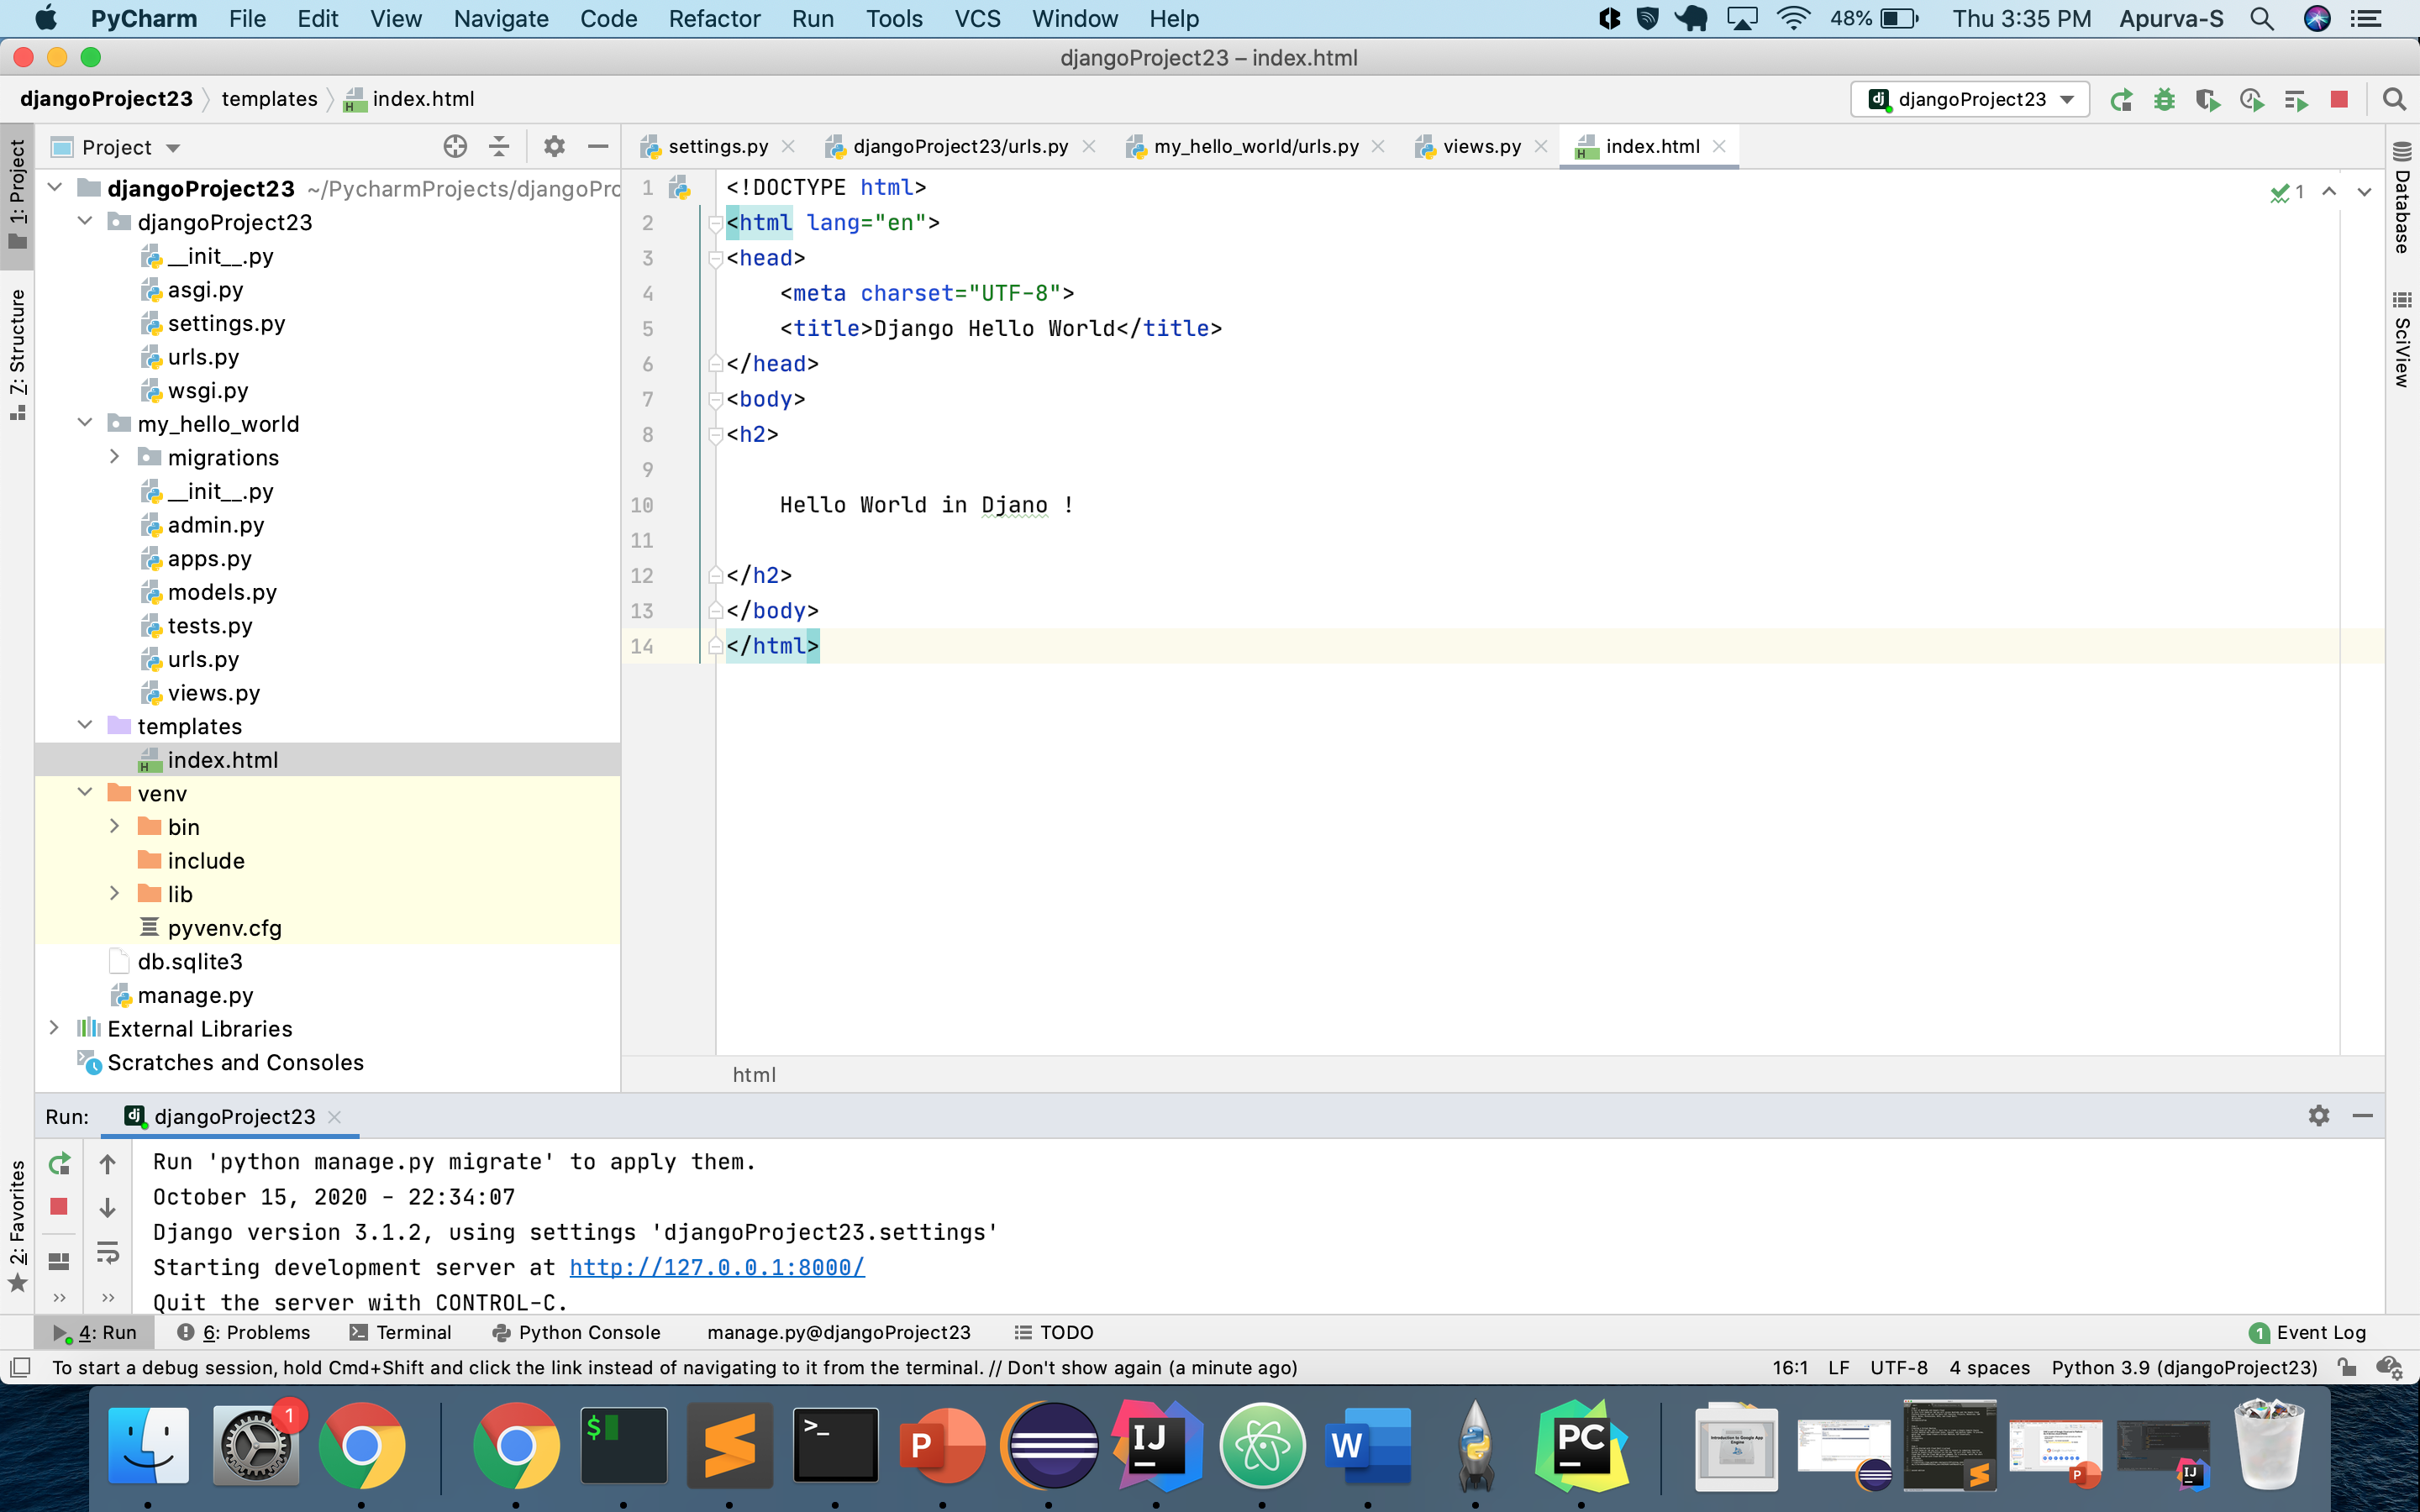 PyCharm File Edit View Navigate Code Refactor Run Tools VCS Window Help 48% Thu 3:35 PM Apurva-S
djangoProject23 – index.html
djangoProject23 templates index.html djangoProject23
Project settings.py djangoProject23/urls.py my_hello_world/urls.py views.py index.html
1: Project
7: Structure
2: Favorites
Database
SciView
djangoProject23 ~/PycharmProjects/djangoPro
djangoProject23
__init__.py
asgi.py
settings.py
urls.py
wsgi.py
my_hello_world
migrations
__init__.py
admin.py
apps.py
models.py
tests.py
urls.py
views.py
templates
index.html
venv
bin
include
lib
pyvenv.cfg
db.sqlite3
manage.py
External Libraries
Scratches and Consoles
1 <!DOCTYPE html>
2 <html lang="en">
3 <head>
4 <meta charset="UTF-8">
5 <title>Django Hello World</title>
6 </head>
7 <body>
8 <h2>
9
10 Hello World in Djano !
11
12 </h2>
13 </body>
14 </html>
1
html
Run: djangoProject23
Run 'python manage.py migrate' to apply them.
October 15, 2020 - 22:34:07
Django version 3.1.2, using settings 'djangoProject23.settings'
Starting development server at http://127.0.0.1:8000/
Quit the server with CONTROL-C.
4: Run 6: Problems Terminal Python Console manage.py@djangoProject23 TODO 1 Event Log
To start a debug session, hold Cmd+Shift and click the link instead of navigating to it from the terminal. // Don't show again (a minute ago) 16:1 LF UTF-8 4 spaces Python 3.9 (djangoProject23)
1
$
>_
P
IJ
W
PC
Introduction to Google App Engine
P
IJ